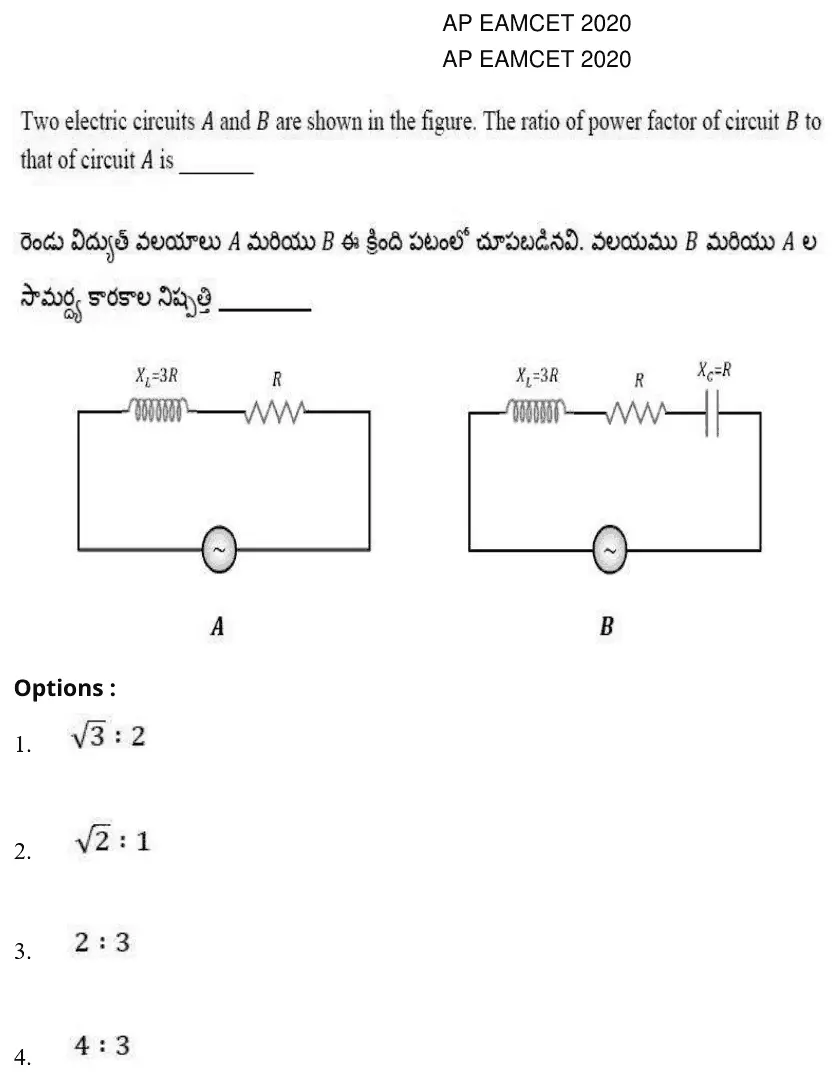 AP EAMCET 2020
AP EAMCET 2020
Two electric circuits A and B are shown in the figure. The ratio of power factor of circuit B to
that of circuit A is ______
రెండు విద్యుత్ వలయాలు A మరియు B ఈ క్రింది పటంలో చూపబడినవి. వలయము B మరియు A ల
సామర్ధ్య కారకాల నిష్పత్తి ______
X_L=3R R X_L=3R R X_C=R
~ ~
A B
Options :
1. √3 : 2
2. √2 : 1
3. 2 : 3
4. 4 : 3